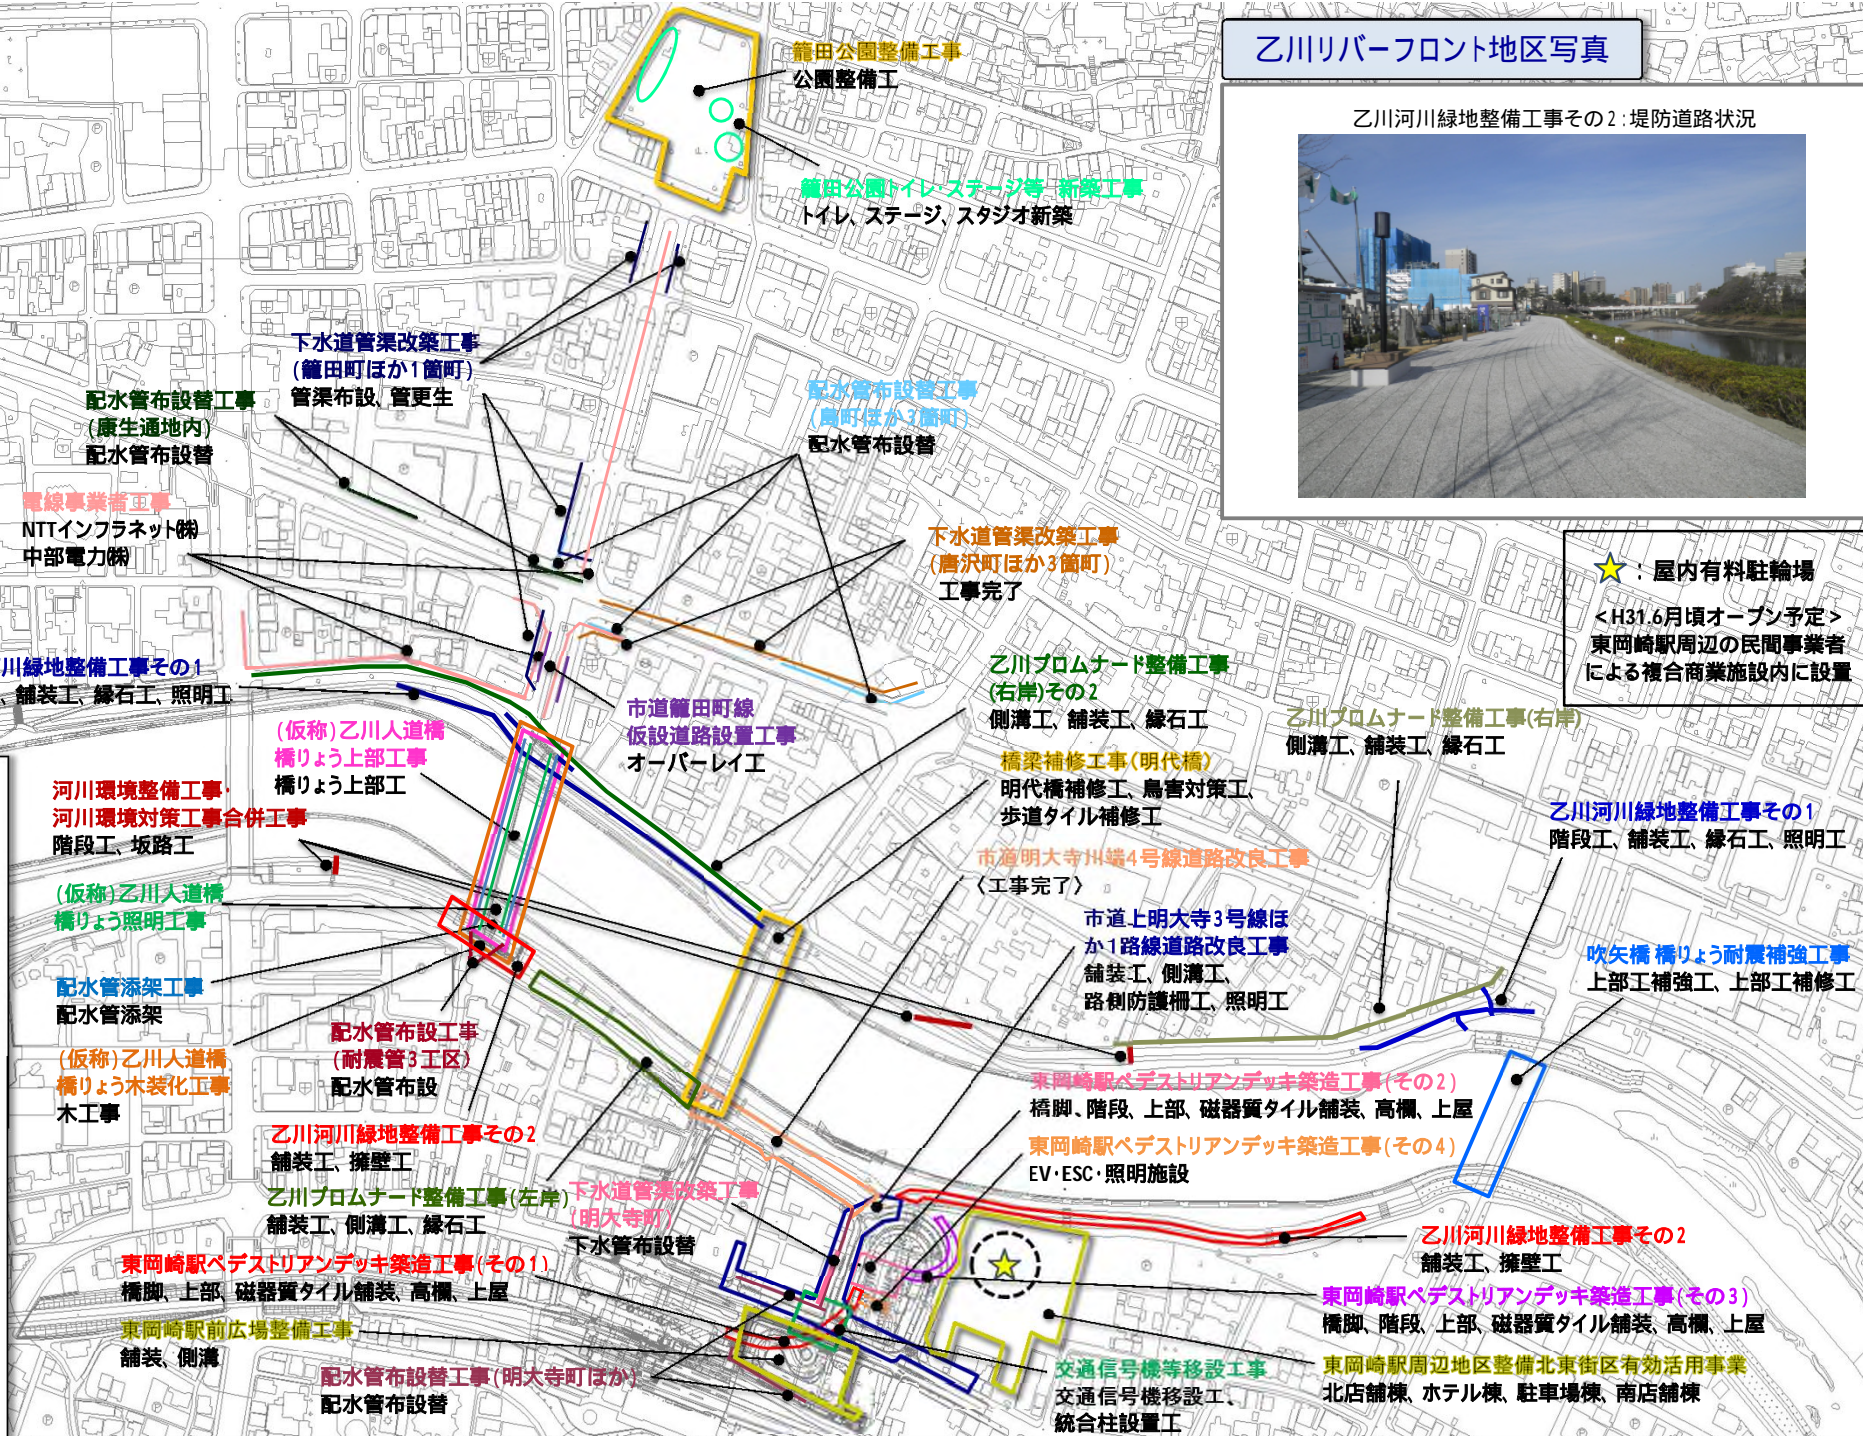 乙川リバーフロント地区写真
乙川河川緑地整備工事その2:堤防道路状況
籠田公園整備工事
公園整備工
籠田公園トイレ・ステージ等 新築工事
トイレ、ステージ、スタジオ新築
下水道管渠改築工事
(籠田町ほか1箇町)
管渠布設、管更生
配水管布設替工事
(康生通地内)
配水管布設替
配水管布設替工事
(島町ほか3箇町)
配水管布設替
電線事業者工事
NTTインフラネット㈱
中部電力㈱
下水道管渠改築工事
(唐沢町ほか3箇町)
工事完了
★:屋内有料駐輪場
<H31.6月頃オープン予定>
東岡崎駅周辺の民間事業者
による複合商業施設内に設置
川緑地整備工事その1
、舗装工、縁石工、照明工
市道籠田町線
仮設道路設置工事
オーバーレイ工
乙川プロムナード整備工事
(右岸)その2
側溝工、舗装工、縁石工
乙川プロムナード整備工事(右岸)
側溝工、舗装工、縁石工
(仮称)乙川人道橋
橋りょう上部工事
橋りょう上部工
橋梁補修工事(明代橋)
明代橋補修工、鳥害対策工、
歩道タイル補修工
河川環境整備工事・
河川環境対策工事合併工事
階段工、坂路工
乙川河川緑地整備工事その1
階段工、舗装工、縁石工、照明工
市道明大寺川端4号線道路改良工事
〈工事完了〉
(仮称)乙川人道橋
橋りょう照明工事
市道上明大寺3号線ほ
か1路線道路改良工事
舗装工、側溝工、
路側防護柵工、照明工
吹矢橋 橋りょう耐震補強工事
上部工補強工、上部工補修工
配水管添架工事
配水管添架
配水管布設工事
(耐震管3工区)
配水管布設
(仮称)乙川人道橋
橋りょう木装化工事
木工事
東岡崎駅ペデストリアンデッキ築造工事(その2)
橋脚、階段、上部、磁器質タイル舗装、高欄、上屋
乙川河川緑地整備工事その2
舗装工、擁壁工
東岡崎駅ペデストリアンデッキ築造工事(その4)
EV・ESC・照明施設
乙川プロムナード整備工事(左岸)
舗装工、側溝工、縁石工
下水道管渠改築工事
(明大寺町)
下水管布設替
乙川河川緑地整備工事その2
舗装工、擁壁工
東岡崎駅ペデストリアンデッキ築造工事(その1)
橋脚、上部、磁器質タイル舗装、高欄、上屋
東岡崎駅ペデストリアンデッキ築造工事(その3)
橋脚、階段、上部、磁器質タイル舗装、高欄、上屋
東岡崎駅前広場整備工事
舗装、側溝
配水管布設替工事(明大寺町ほか)
配水管布設替
交通信号機等移設工事
交通信号機移設工、
統合柱設置工
東岡崎駅周辺地区整備北東街区有効活用事業
北店舗棟、ホテル棟、駐車場棟、南店舗棟